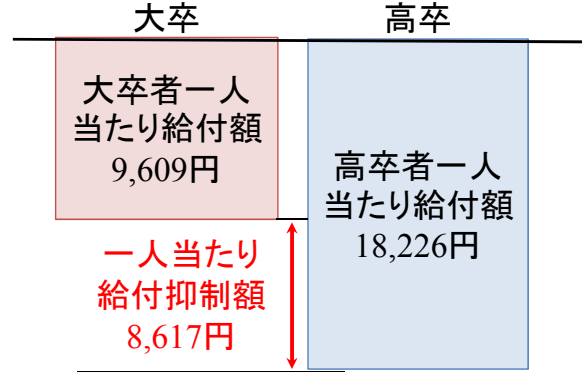 大卒
高卒
大卒者一人
当たり給付額
9,609円
高卒者一人
当たり給付額
18,226円
一人当たり
給付抑制額
8,617円